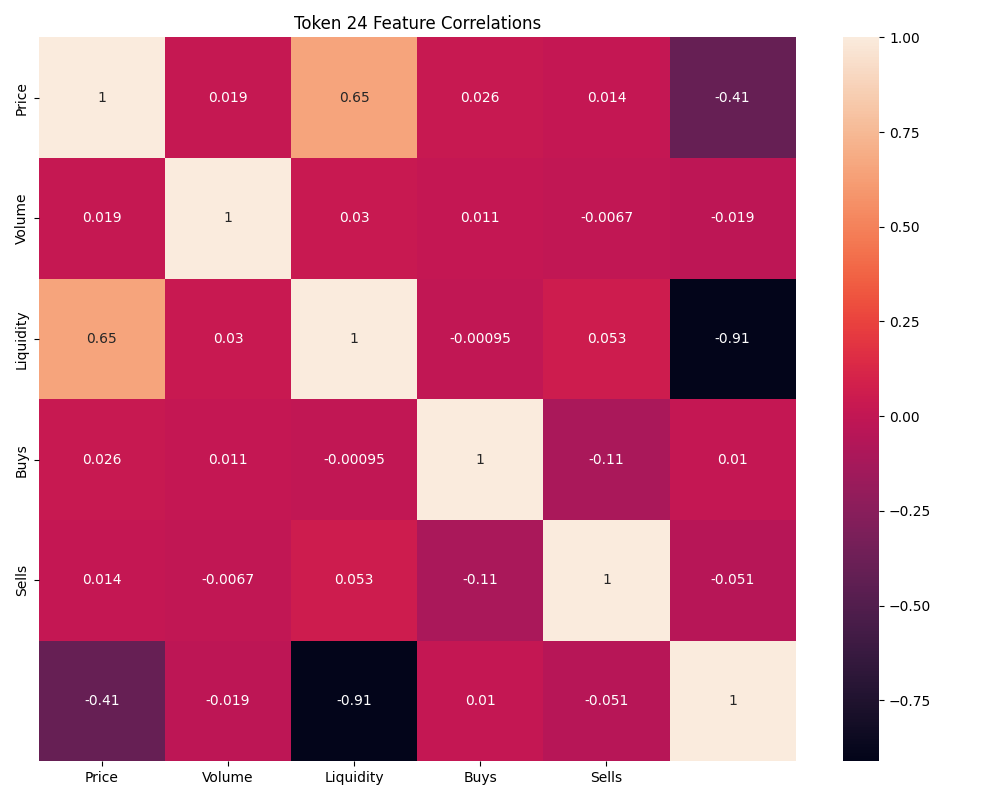 Token 24 Feature Correlations
Price 1 0.019 0.65 0.026 0.014 -0.41
Volume 0.019 1 0.03 0.011 -0.0067 -0.019
Liquidity 0.65 0.03 1 -0.00095 0.053 -0.91
Buys 0.026 0.011 -0.00095 1 -0.11 0.01
Sells 0.014 -0.0067 0.053 -0.11 1 -0.051
-0.41 -0.019 -0.91 0.01 -0.051 1
Price Volume Liquidity Buys Sells
1.00
0.75
0.50
0.25
0.00
−0.25
−0.50
−0.75